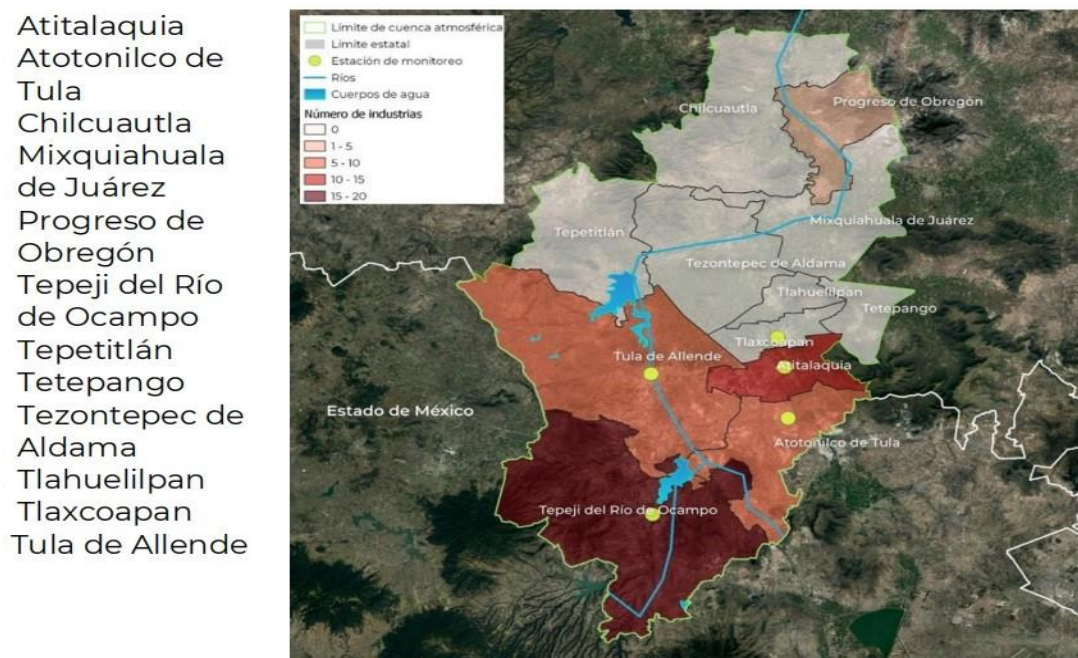 Atitalaquia
Atotonilco de
Tula
Chilcuautla
Mixquiahuala
de Juárez
Progreso de
Obregón
Tepeji del Río
de Ocampo
Tepetitlán
Tetepango
Tezontepec de
Aldama
Tlahuelilpan
Tlaxcoapan
Tula de Allende
Límite de cuenca atmosférica
Límite estatal
Estación de monitoreo
Ríos
Cuerpos de agua
Número de industrias
0
1 - 5
5 - 10
10 - 15
15 - 20
Chilcuautla
Progreso de Obregón
Mixquiahuala de Juárez
Tepetitlán
Tezontepec de Aldama
Tlahuelilpan
Tetepango
Tlaxcoapan
Tula de Allende
Atitalaquia
Estado de México
Atotonilco de Tula
Tepeji del Río de Ocampo